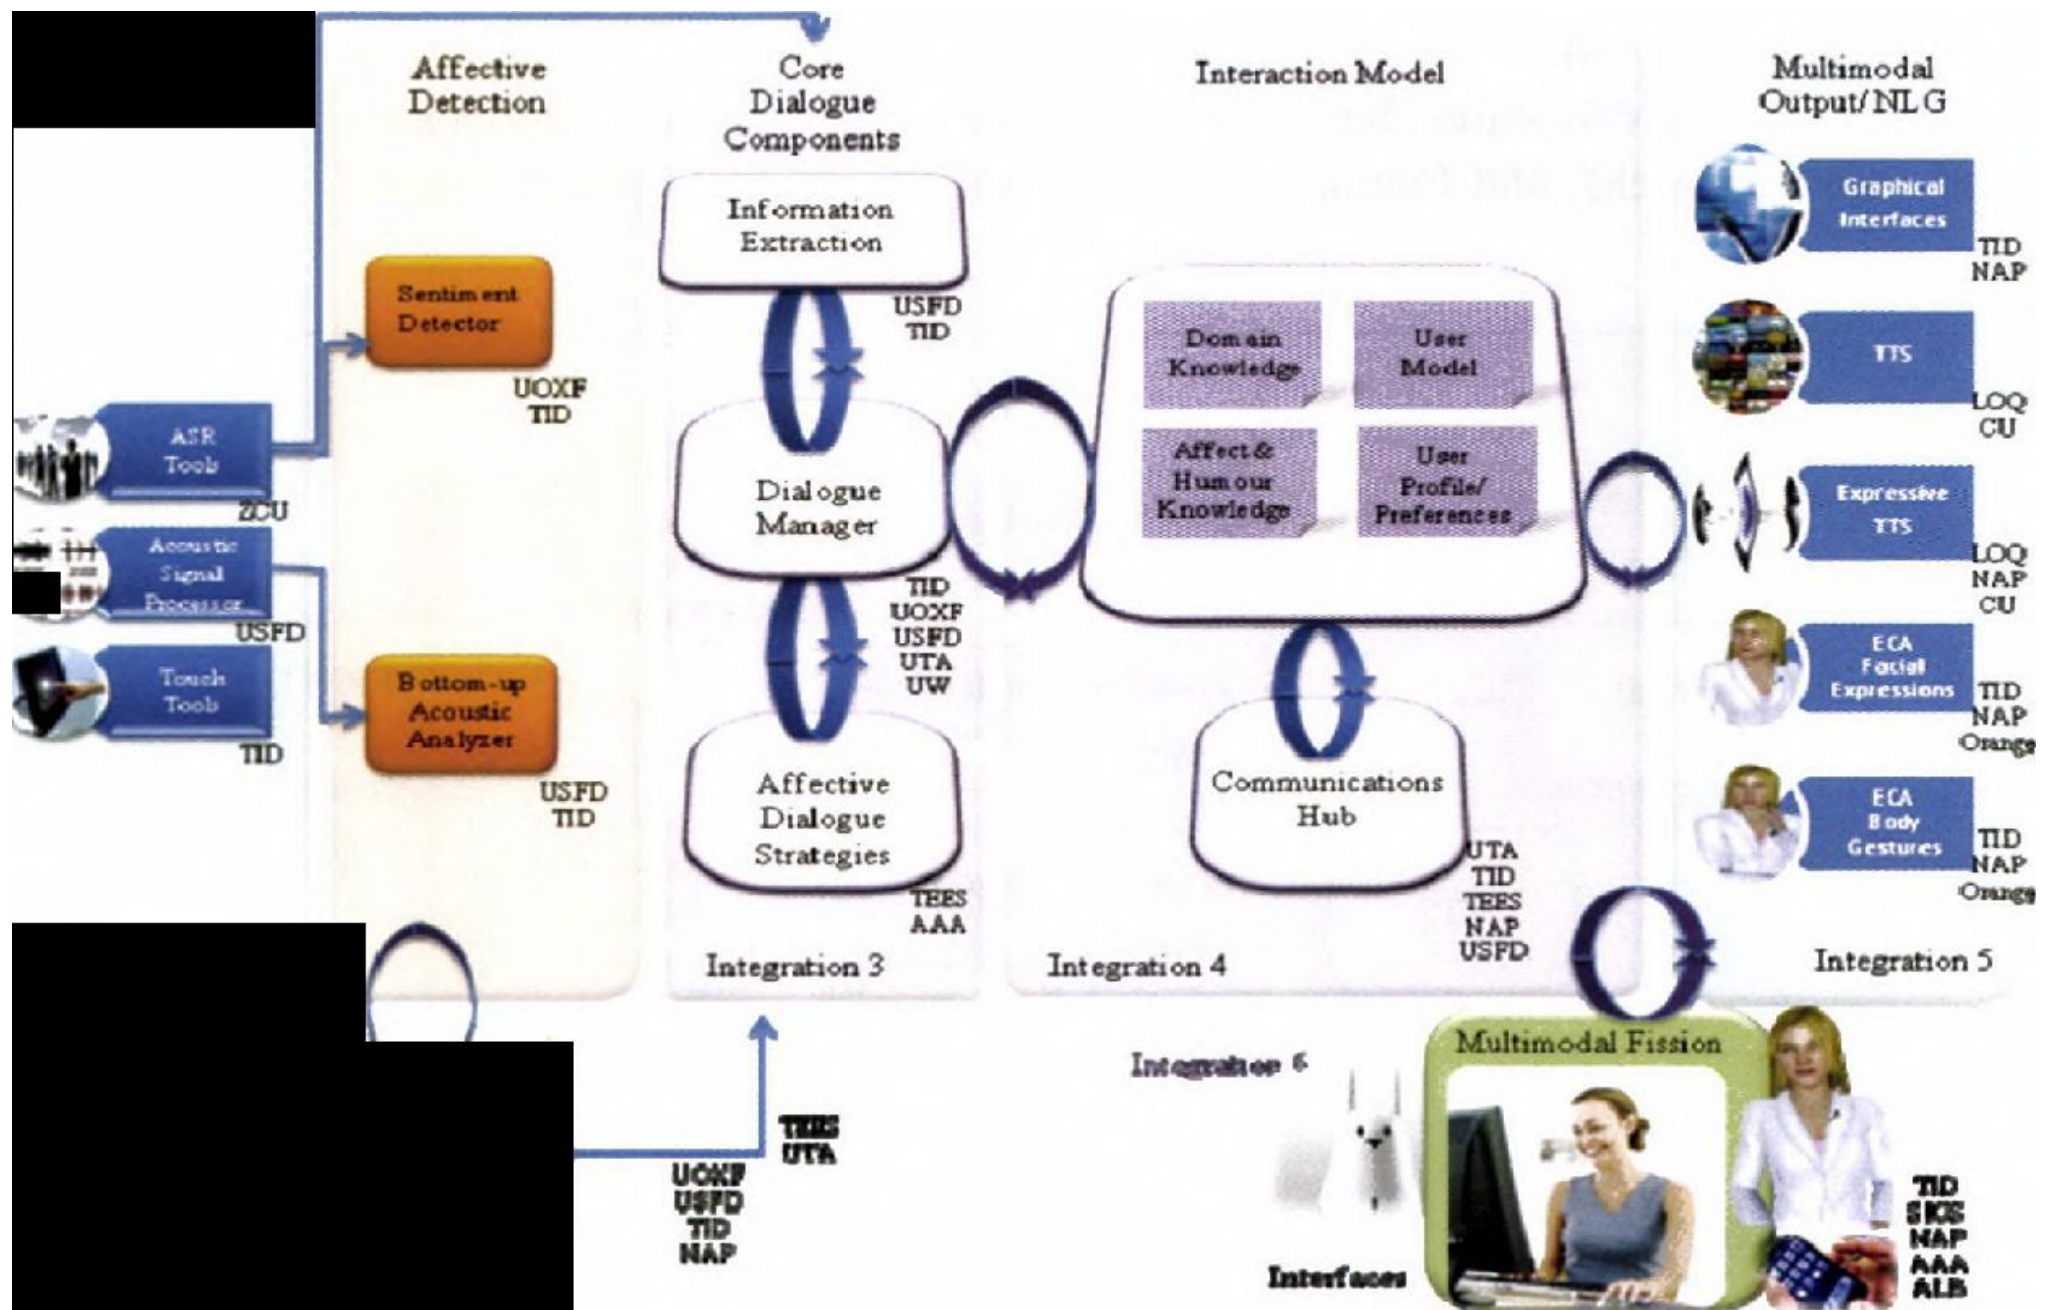 Affective
Detection
Core
Dialogue
Components
Interaction Model
Multimodal
Output/ NLG
Information
Extraction
USFD
TID
Sentiment
Detector
UOXF
TID
ASR
Tools
ZCU
Acoustic
Signal
Processor
USFD
Touch
Tools
TID
Bottom-up
Acoustic
Analyzer
USFD
TID
Dialogue
Manager
TID
UOXF
USFD
UTA
UW
Affective
Dialogue
Strategies
TEES
AAA
Integration 3
Domain
Knowledge
User
Model
Affect &
Humour
Knowledge
User
Profile/
Preferences
Communications
Hub
UTA
TID
TEES
NAP
USFD
Integration 4
Graphical
Interfaces
TID
NAP
TTS
LOQ
CU
Expressive
TTS
LOQ
NAP
CU
ECA
Facial
Expressions
TID
NAP
Orange
ECA
Body
Gestures
TID
NAP
Orange
Integration 5
TEES
UTA
UOXF
USFD
TID
NAP
Integration 6
Interfaces
Multimodal Fission
TID
NAP
AAA
ALB